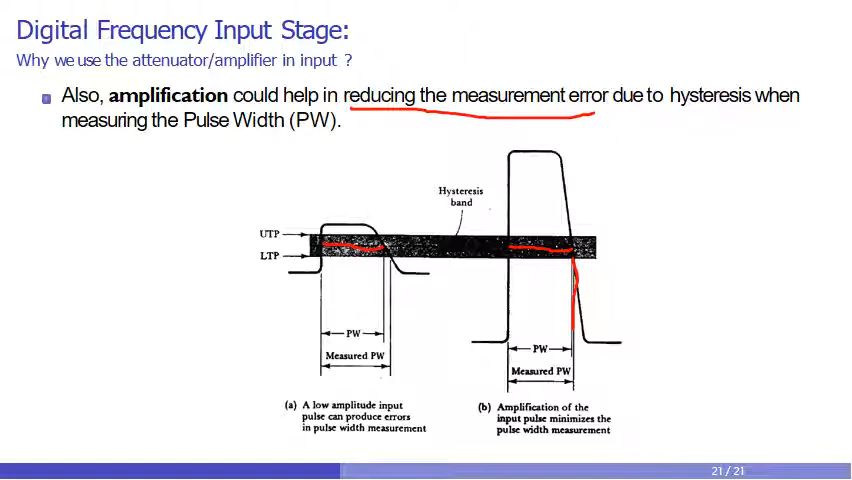 Digital Frequency Input Stage:
Why we use the attenuator/amplifier in input ?
Also, amplification could help in reducing the measurement error due to hysteresis when
measuring the Pulse Width (PW).
Hysteresis
band
UTP
LTP
PW
Measured PW
PW
Measured PW
(a) A low amplitude input
pulse can produce errors
in pulse width measurement
(b) Amplification of the
input pulse minimizes the
pulse width measurement
21 / 21